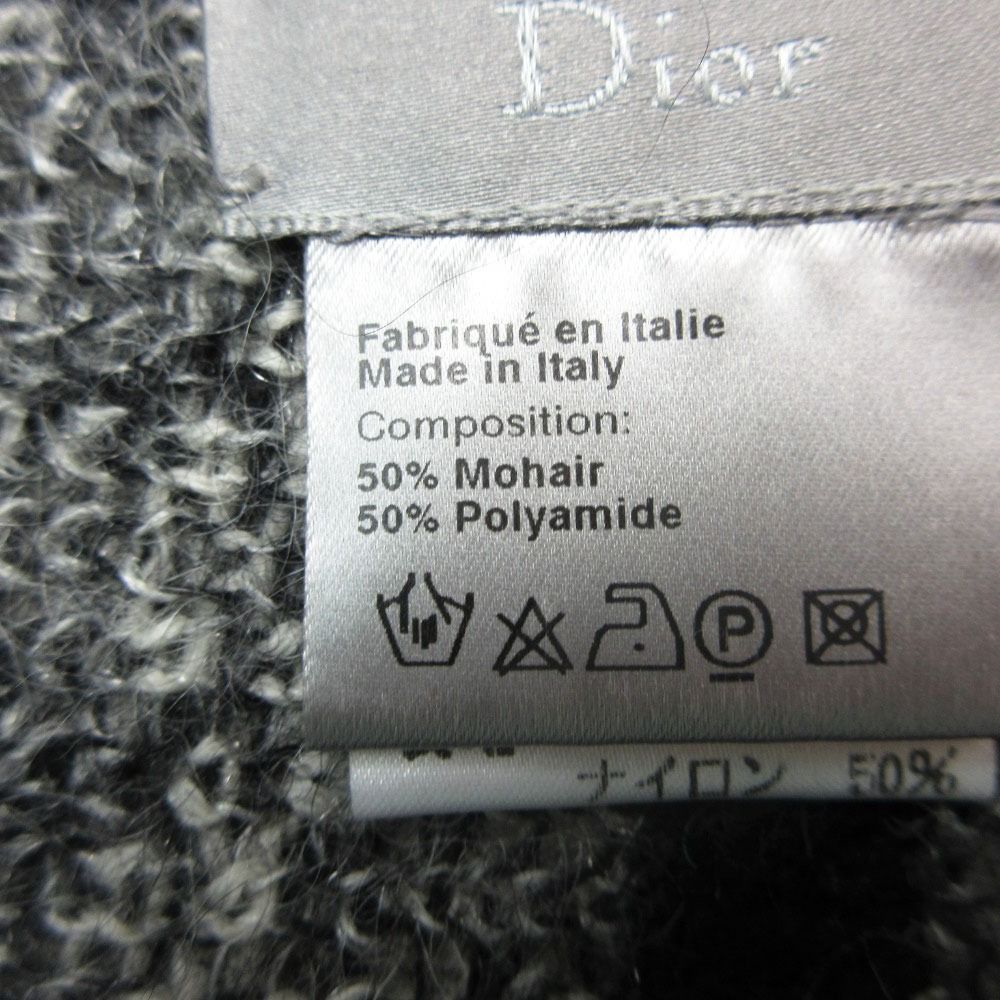 Dior
Fabriqué en Italie
Made in Italy
Composition:
50% Mohair
50% Polyamide
P
ナイロン 50%